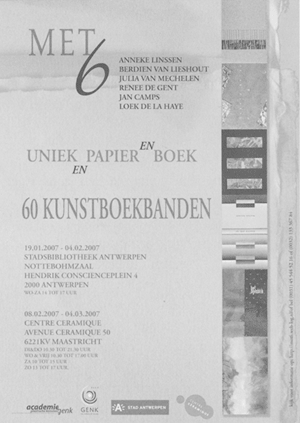 MET
6
ANNEKE LINSSEN
BERDIEN VAN LIESHOUT
JULIA VAN MECHELEN
RENEE DE GENT
JAN CAMPS
LOEK DE LA HAYE
UNIEK EN PAPIER EN BOEK
60 KUNSTBOEKBANDEN
19.01.2007 - 04.02.2007
STADSBIBLIOTHEEK ANTWERPEN
NOTTEBOHMZAAL
HENDRIK CONSCIENCEPLEIN 4
2000 ANTWERPEN
08.02.2007 - 04.03.2007
CENTRE CERAMIQUE
AVENUE CERAMIQUE 50
6221KV MAASTRICHT
academie genk
GENK
A
STAD ANTWERPEN